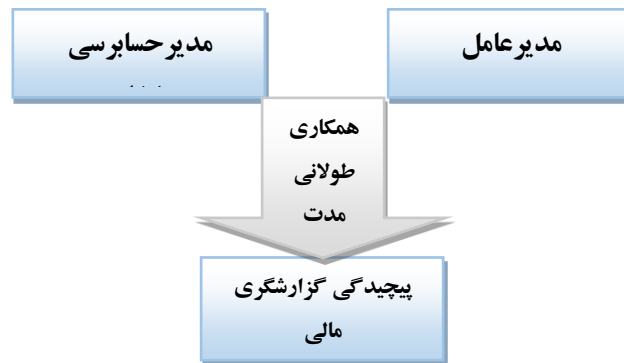 مدیرعامل
مدیرحسابرسی
همکاری
طولانی
مدت
پیچیدگی گزارشگری
مالی